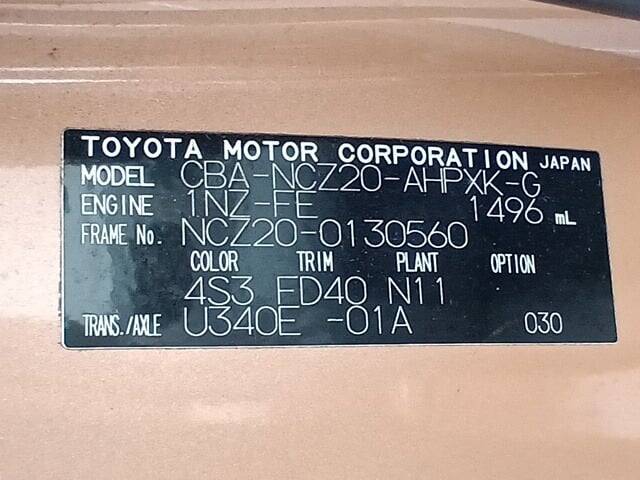 TOYOTA MOTOR CORPORATION JAPAN
MODEL CBA-NCZ20-AHPXK-G
ENGINE 1NZ-FE 1496 mL
FRAME No. NCZ20-0130560
COLOR TRIM PLANT OPTION
4S3 FD40 N11
TRANS./AXLE U340E -01A 030